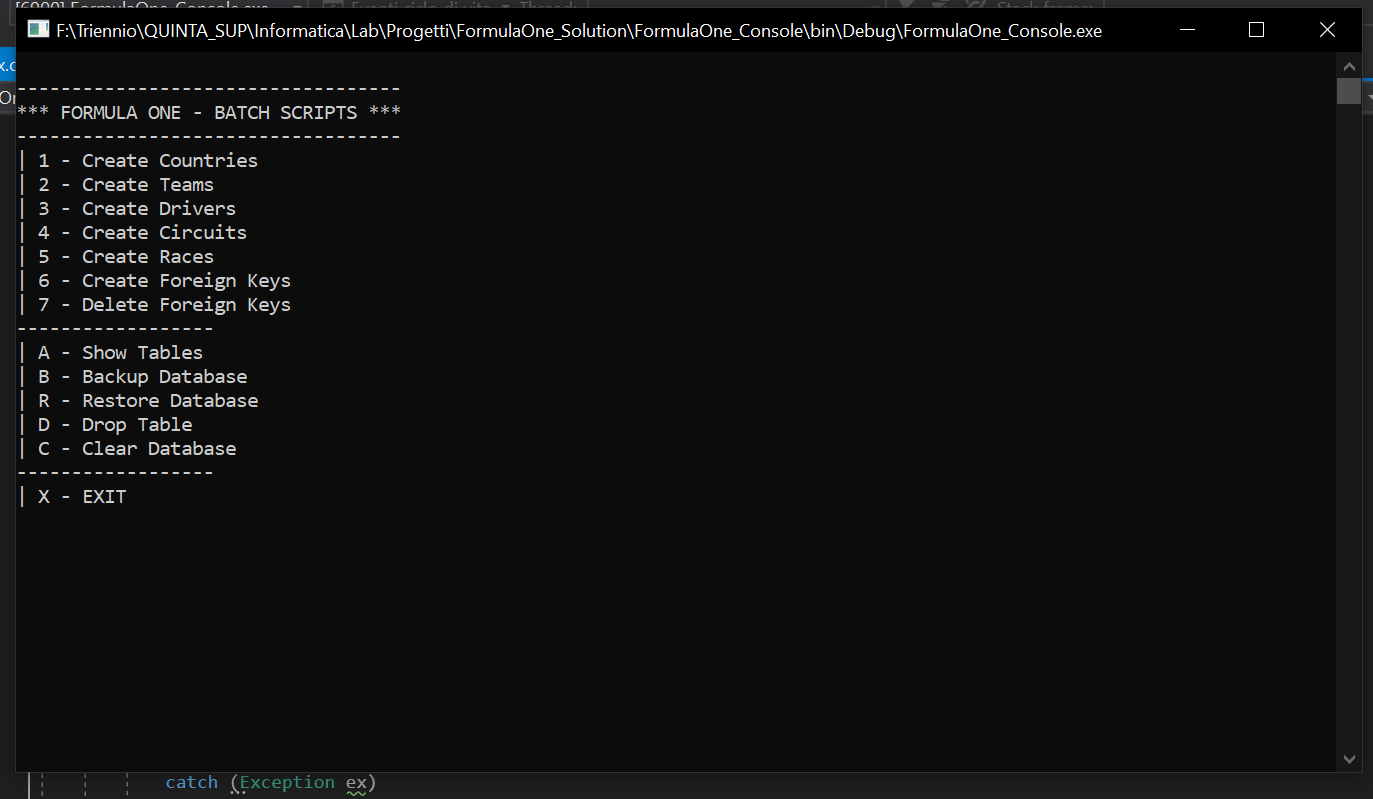 F:\Triennio\QUINTA_SUP\Informatica\Lab\Progetti\FormulaOne_Solution\FormulaOne_Console\bin\Debug\FormulaOne_Console.exe
-----------------------------------
*** FORMULA ONE - BATCH SCRIPTS ***
-----------------------------------
| 1 - Create Countries
| 2 - Create Teams
| 3 - Create Drivers
| 4 - Create Circuits
| 5 - Create Races
| 6 - Create Foreign Keys
| 7 - Delete Foreign Keys
------------------
| A - Show Tables
| B - Backup Database
| R - Restore Database
| D - Drop Table
| C - Clear Database
------------------
| X - EXIT
catch (Exception ex)